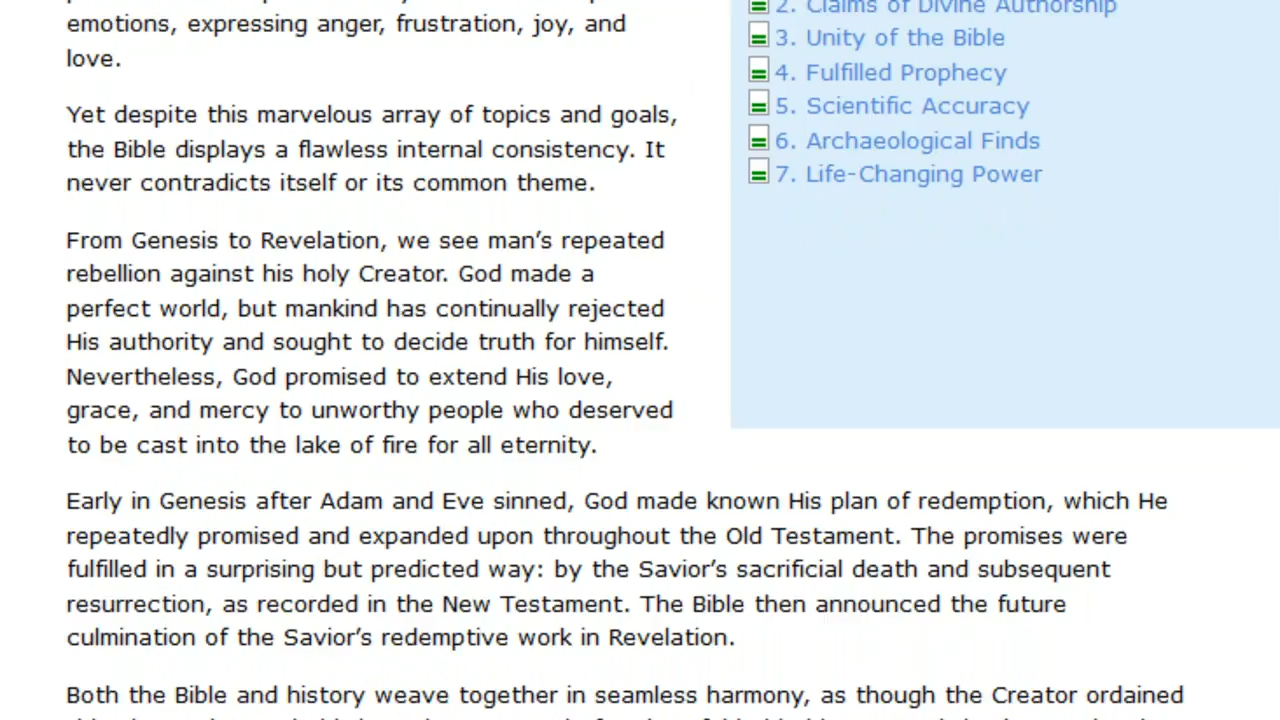 emotions, expressing anger, frustration, joy, and
love.
Yet despite this marvelous array of topics and goals,
the Bible displays a flawless internal consistency. It
never contradicts itself or its common theme.
From Genesis to Revelation, we see man’s repeated
rebellion against his holy Creator. God made a
perfect world, but mankind has continually rejected
His authority and sought to decide truth for himself.
Nevertheless, God promised to extend His love,
grace, and mercy to unworthy people who deserved
to be cast into the lake of fire for all eternity.
2. Claims of Divine Authorship
3. Unity of the Bible
4. Fulfilled Prophecy
5. Scientific Accuracy
6. Archaeological Finds
7. Life-Changing Power
Early in Genesis after Adam and Eve sinned, God made known His plan of redemption, which He
repeatedly promised and expanded upon throughout the Old Testament. The promises were
fulfilled in a surprising but predicted way: by the Savior’s sacrificial death and subsequent
resurrection, as recorded in the New Testament. The Bible then announced the future
culmination of the Savior’s redemptive work in Revelation.
Both the Bible and history weave together in seamless harmony, as though the Creator ordained